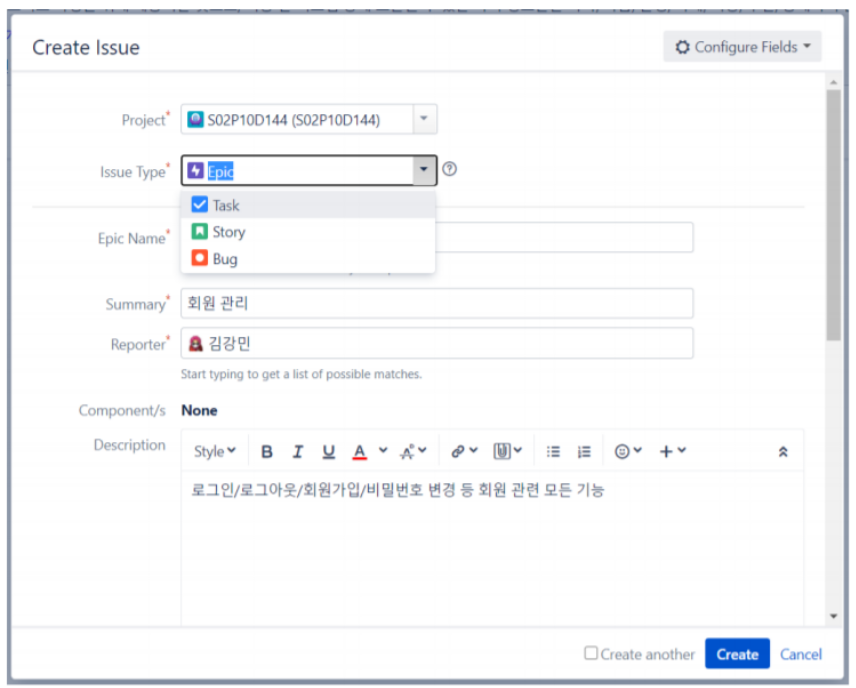 Create Issue
Configure Fields
Project*
S02P10D144 (S02P10D144)
Issue Type*
Epic
Task
Story
Bug
Epic Name*
Summary*
회원 관리
Reporter*
김강민
Start typing to get a list of possible matches.
Component/s None
Description
Style B I U A
로그인/로그아웃/회원가입/비밀번호 변경 등 회원 관련 모든 기능
Create another Create Cancel